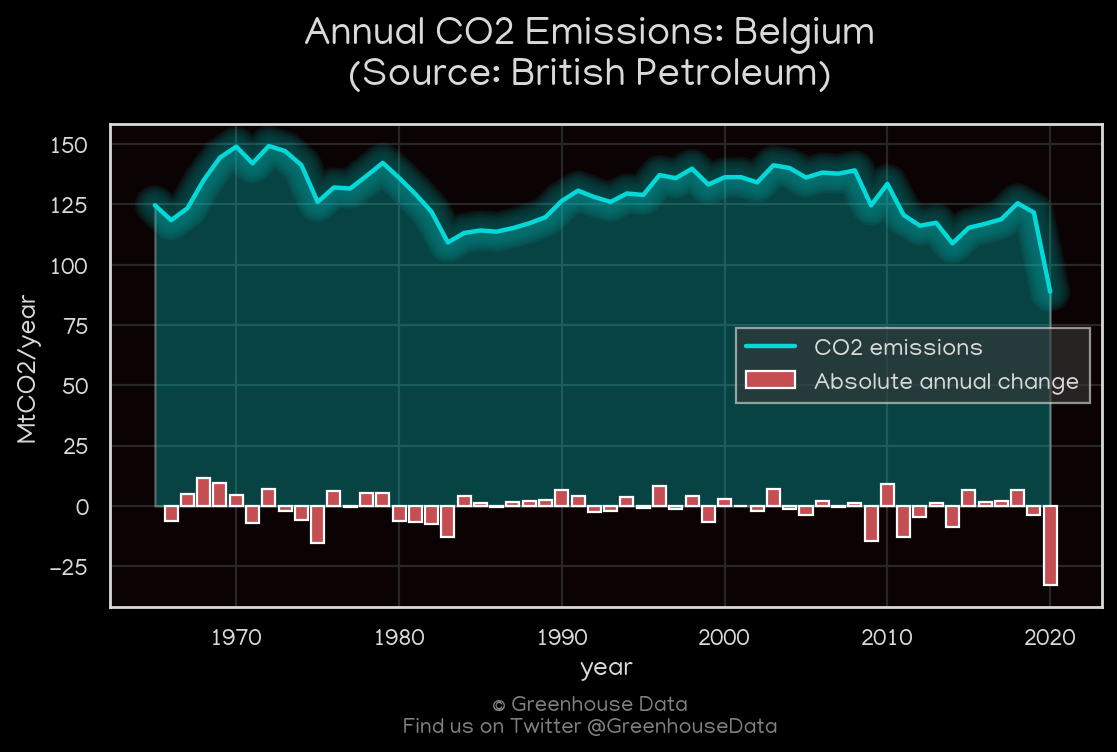 Annual CO2 Emissions: Belgium
(Source: British Petroleum)
150
125
100
75
50
25
0
−25
MtCO2/year
CO2 emissions
Absolute annual change
1970 1980 1990 2000 2010 2020
year
© Greenhouse Data
Find us on Twitter @GreenhouseData